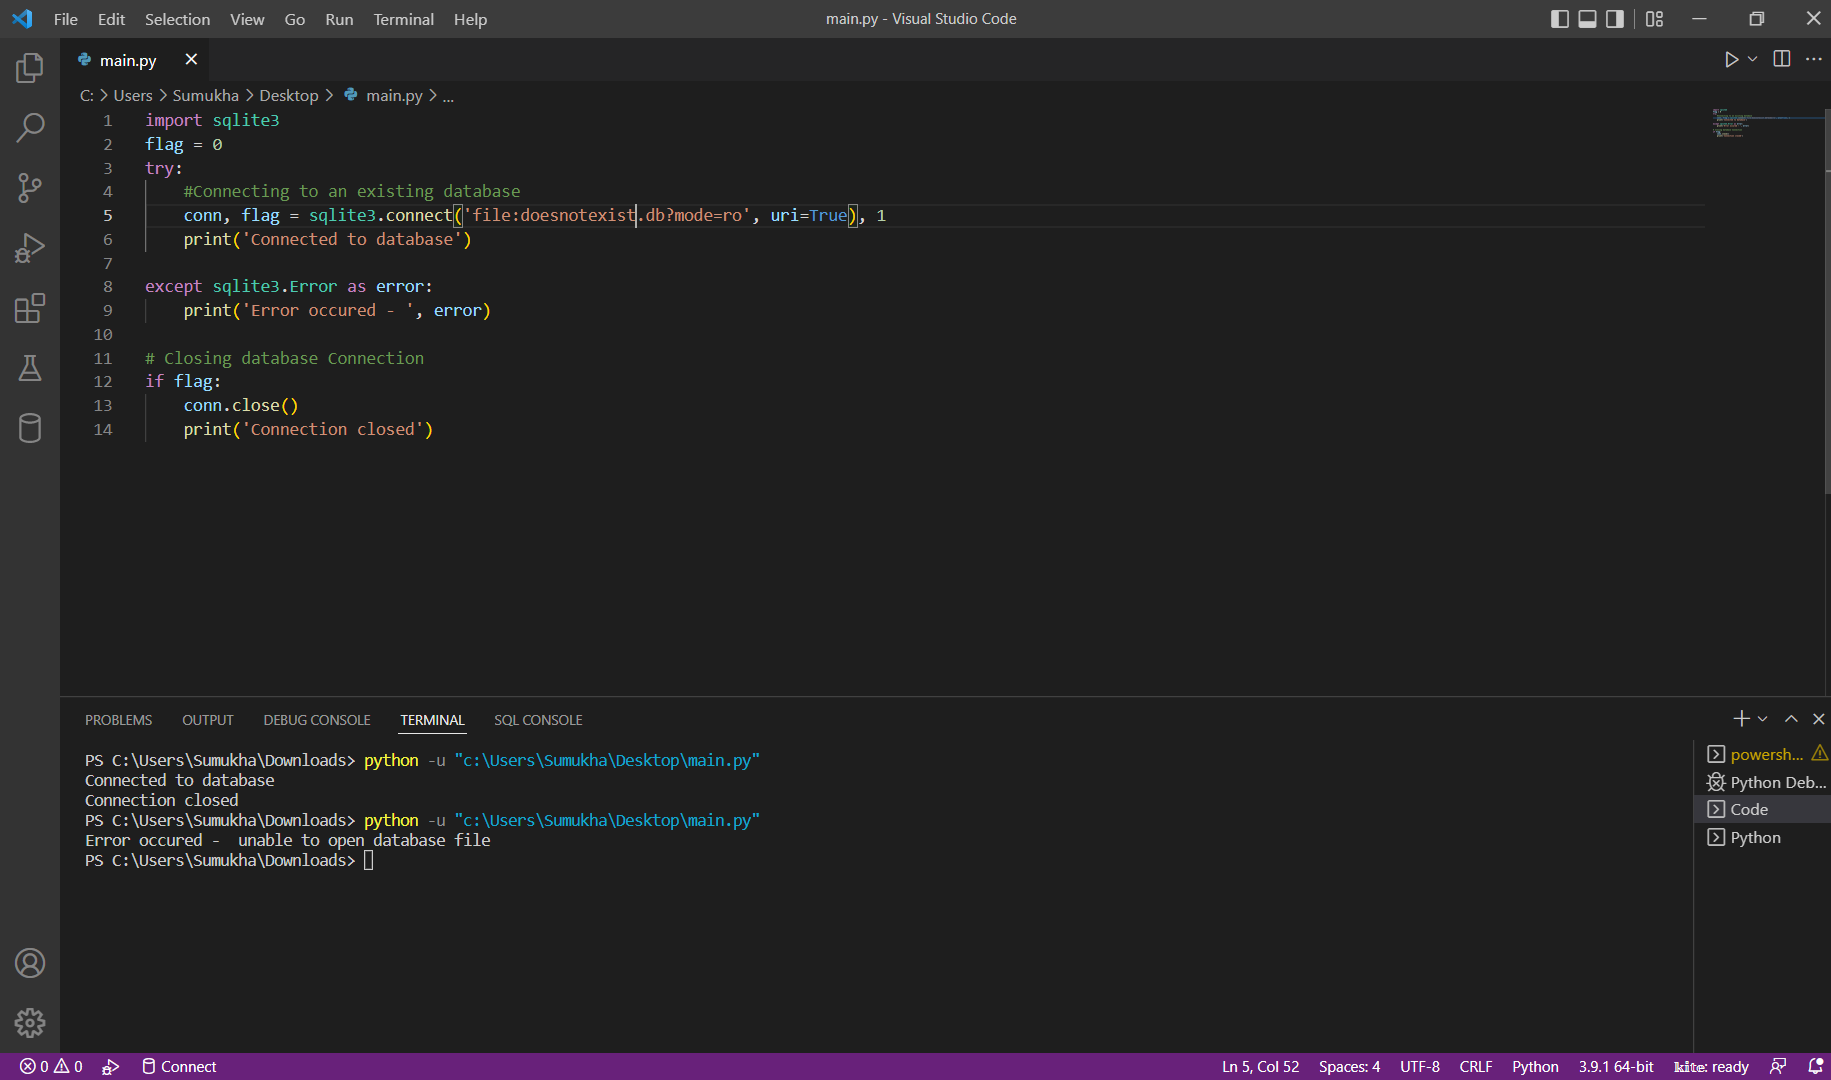 File Edit Selection View Go Run Terminal Help main.py - Visual Studio Code
main.py
C: > Users > Sumukha > Desktop > main.py > ...
1 import sqlite3
2 flag = 0
3 try:
4 #Connecting to an existing database
5 conn, flag = sqlite3.connect('file:doesnotexist.db?mode=ro', uri=True), 1
6 print('Connected to database')
7
8 except sqlite3.Error as error:
9 print('Error occured - ', error)
10
11 # Closing database Connection
12 if flag:
13 conn.close()
14 print('Connection closed')
PROBLEMS OUTPUT DEBUG CONSOLE TERMINAL SQL CONSOLE
PS C:\Users\Sumukha\Downloads> python -u "c:\Users\Sumukha\Desktop\main.py"
Connected to database
Connection closed
PS C:\Users\Sumukha\Downloads> python -u "c:\Users\Sumukha\Desktop\main.py"
Error occured -  unable to open database file
PS C:\Users\Sumukha\Downloads>
powersh...
Python Deb...
Code
Python
0 0 Connect Ln 5, Col 52 Spaces: 4 UTF-8 CRLF Python 3.9.1 64-bit kite: ready